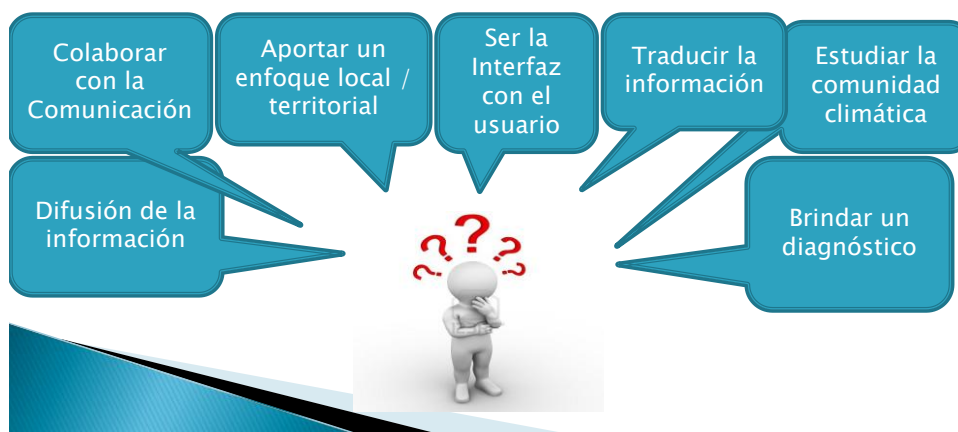 Colaborar
con la
Comunicación
Aportar un
enfoque local /
territorial
Ser la
Interfaz
con el
usuario
Traducir la
información
Estudiar la
comunidad
climática
Difusión de la
información
Brindar un
diagnóstico
? ? ? ? ?